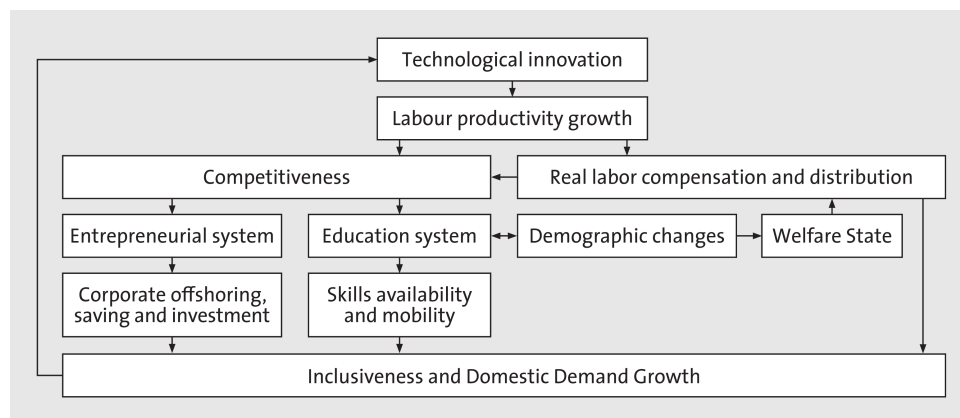 Technological innovation
Labour productivity growth
Competitiveness
Real labor compensation and distribution
Entrepreneurial system
Education system
Demographic changes
Welfare State
Corporate offshoring,
saving and investment
Skills availability
and mobility
Inclusiveness and Domestic Demand Growth